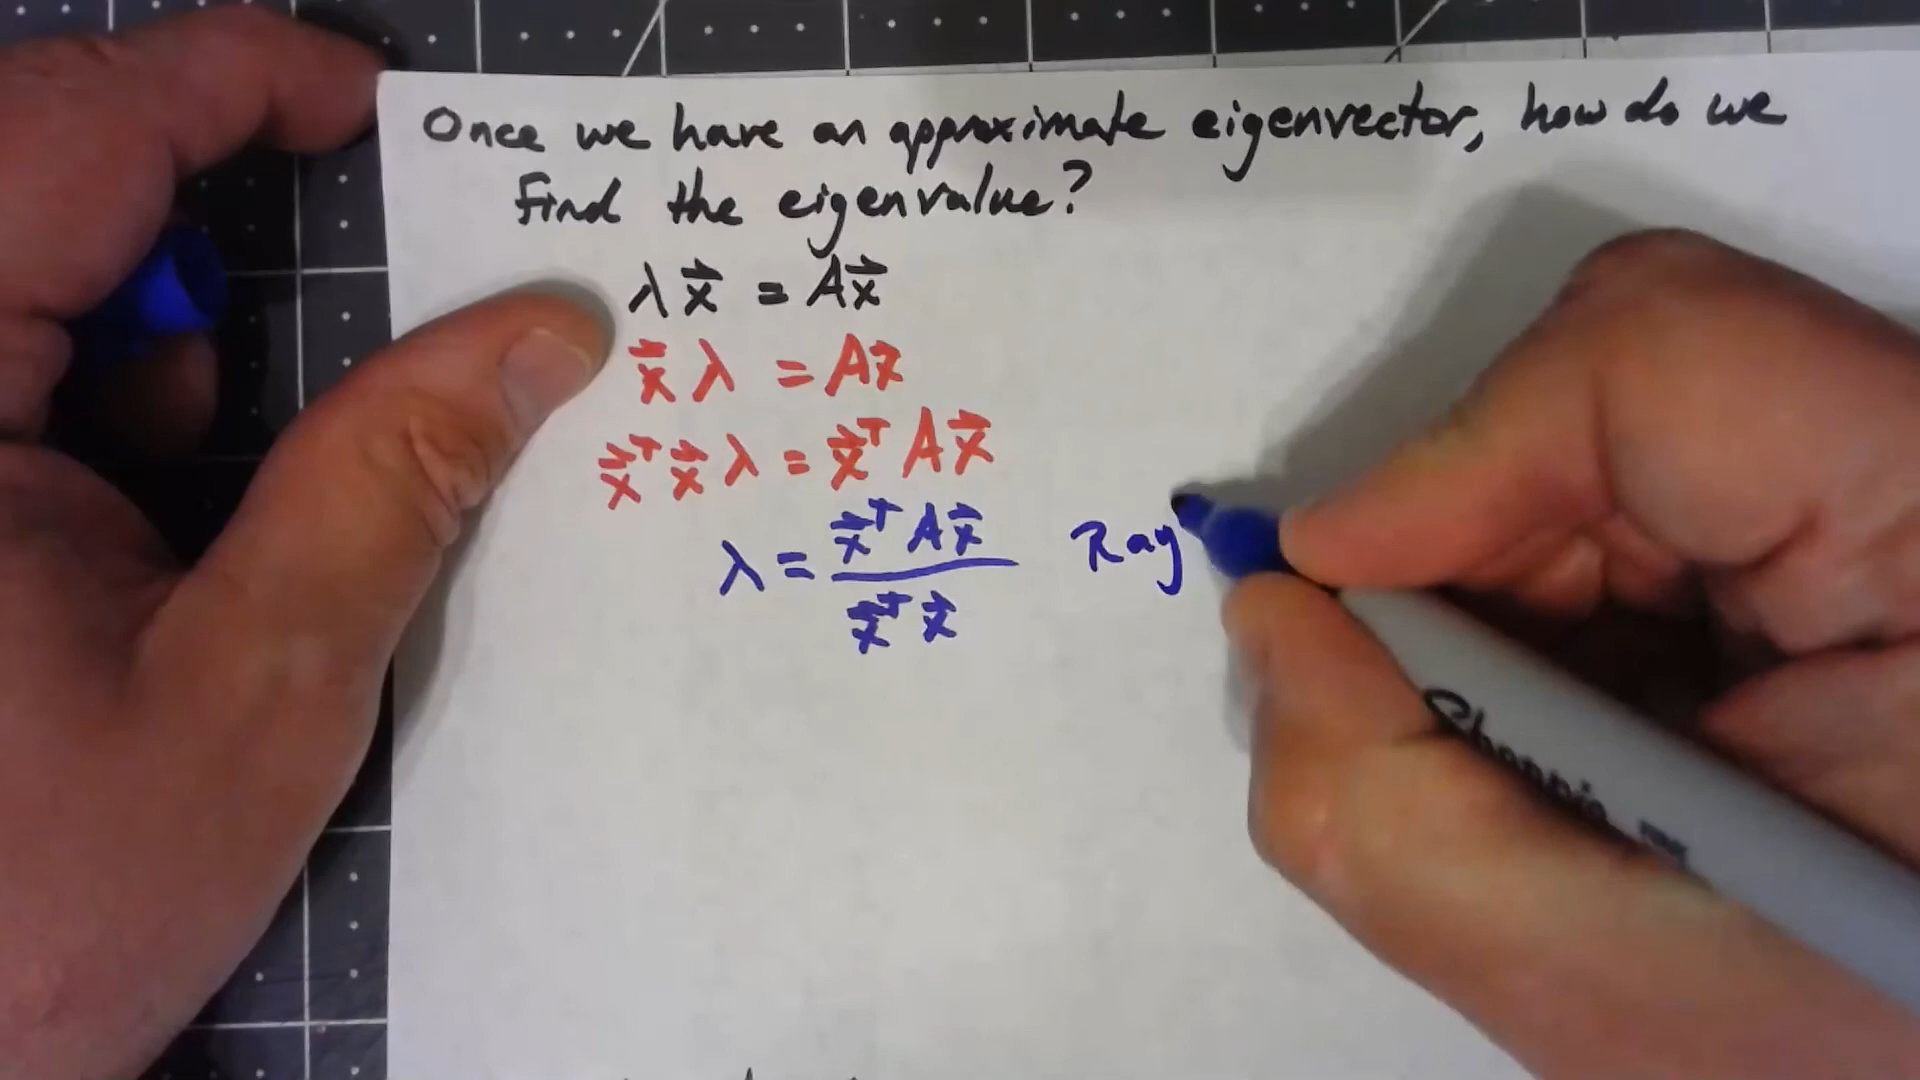 Once we have an approximate eigenvector, how do we
find the eigenvalue?
λx⃗ = Ax⃗
x⃗λ = Ax⃗
x⃗ᵀx⃗λ = x⃗ᵀAx⃗
λ = x⃗ᵀAx⃗ / x⃗ᵀx⃗ Ray
Sharpie